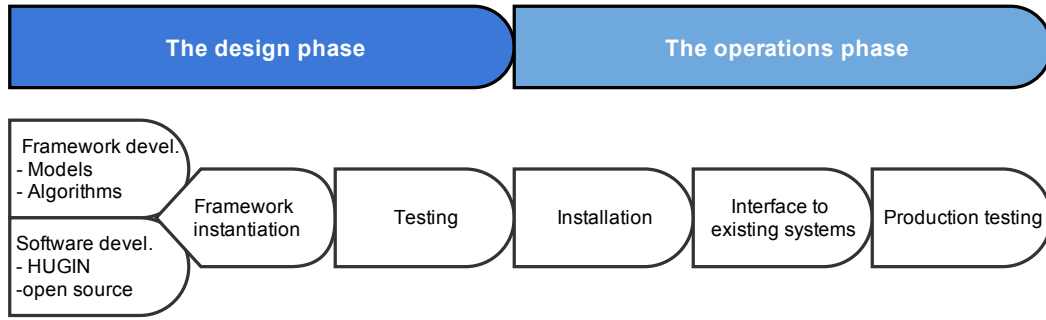 The design phase
The operations phase
Framework devel.
- Models
- Algorithms
Software devel.
- HUGIN
-open source
Framework
instantiation
Testing
Installation
Interface to
existing systems
Production testing